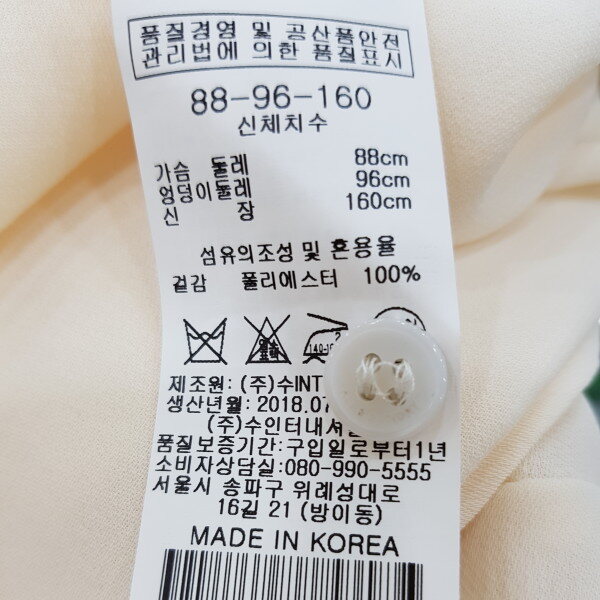 품질경영 및 공산품안전
관리법에 의한 품질표시
88-96-160
신체치수
가슴 둘레 88cm
엉덩이둘레 96cm
신 장 160cm
섬유의조성 및 혼용율
겉감 폴리에스터 100%
제조원: (주)수INT
생산년월: 2018.07
(주)수인터내셔널
품질보증기간:구입일로부터1년
소비자상담실:080-990-5555
서울시 송파구 위례성대로
16길 21 (방이동)
MADE IN KOREA